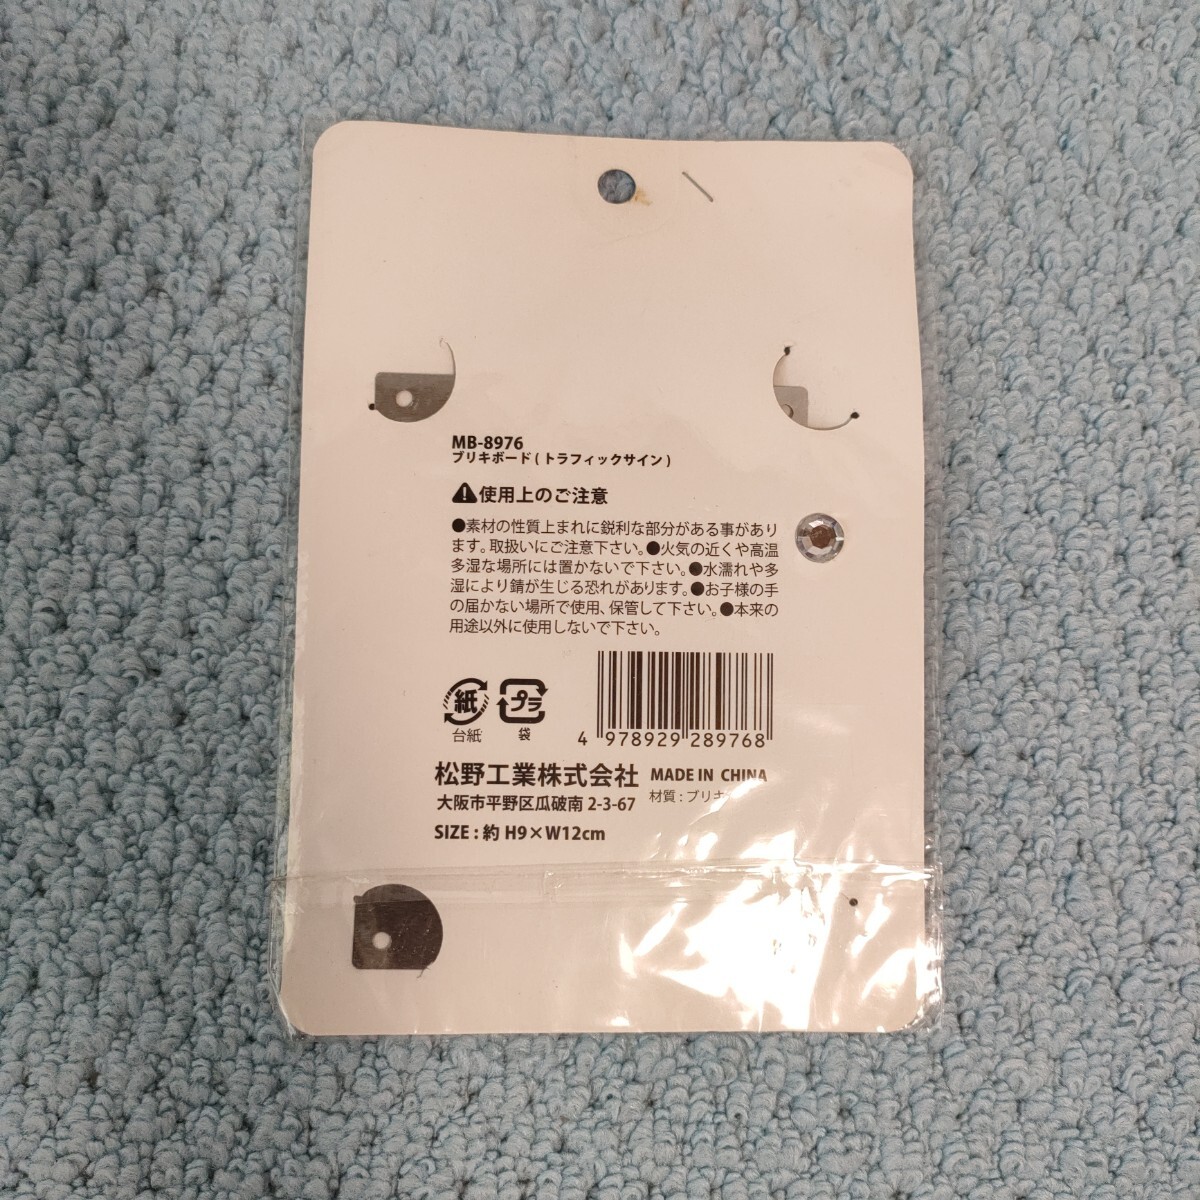 MB-8976
ブリキボード ( トラフィックサイン )
使用上のご注意
●素材の性質上まれに鋭利な部分がある事があり
ます。取扱いにご注意下さい。●火気の近くや高温
多湿な場所には置かないで下さい。●水濡れや多
湿により錆が生じる恐れがあります。●お子様の手
の届かない場所で使用、保管して下さい。●本来の
用途以外に使用しないで下さい。
紙
台紙
プラ
袋
4 978929 289768
松野工業株式会社 MADE IN CHINA
大阪市平野区瓜破南 2-3-67 材質 : ブリキ
SIZE : 約 H9×W12cm